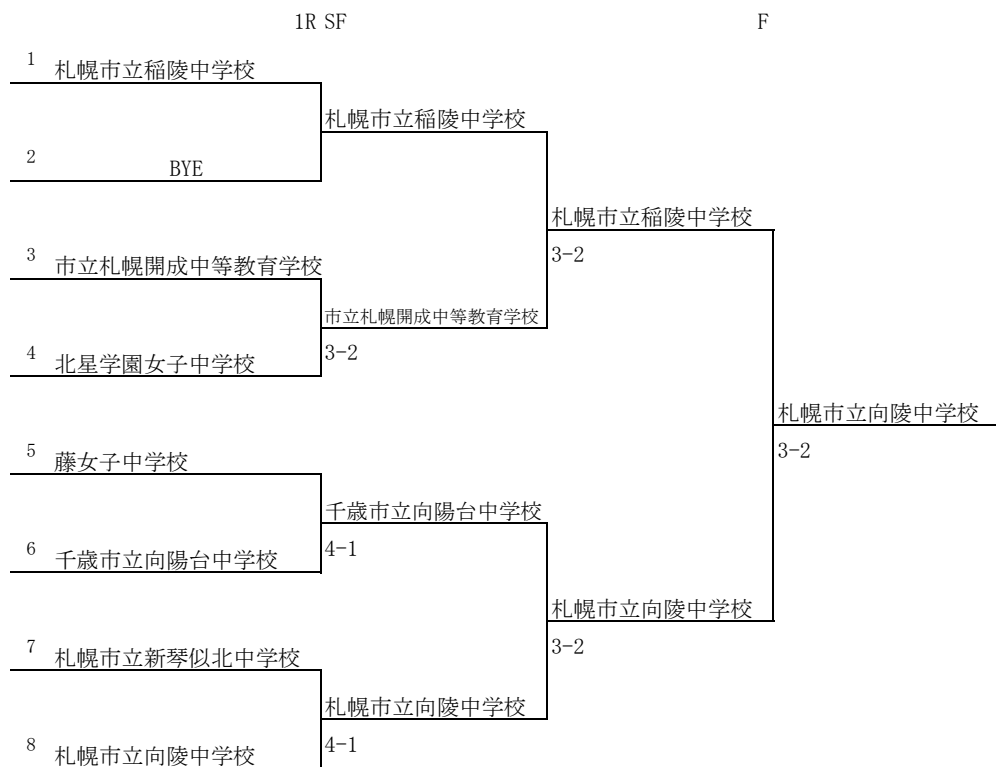 1R SF F
1 札幌市立稲陵中学校
札幌市立稲陵中学校
2 BYE
札幌市立稲陵中学校
3 市立札幌開成中等教育学校
3-2
市立札幌開成中等教育学校
4 北星学園女子中学校
3-2
札幌市立向陵中学校
5 藤女子中学校
3-2
千歳市立向陽台中学校
6 千歳市立向陽台中学校
4-1
札幌市立向陵中学校
7 札幌市立新琴似北中学校
3-2
札幌市立向陵中学校
8 札幌市立向陵中学校
4-1